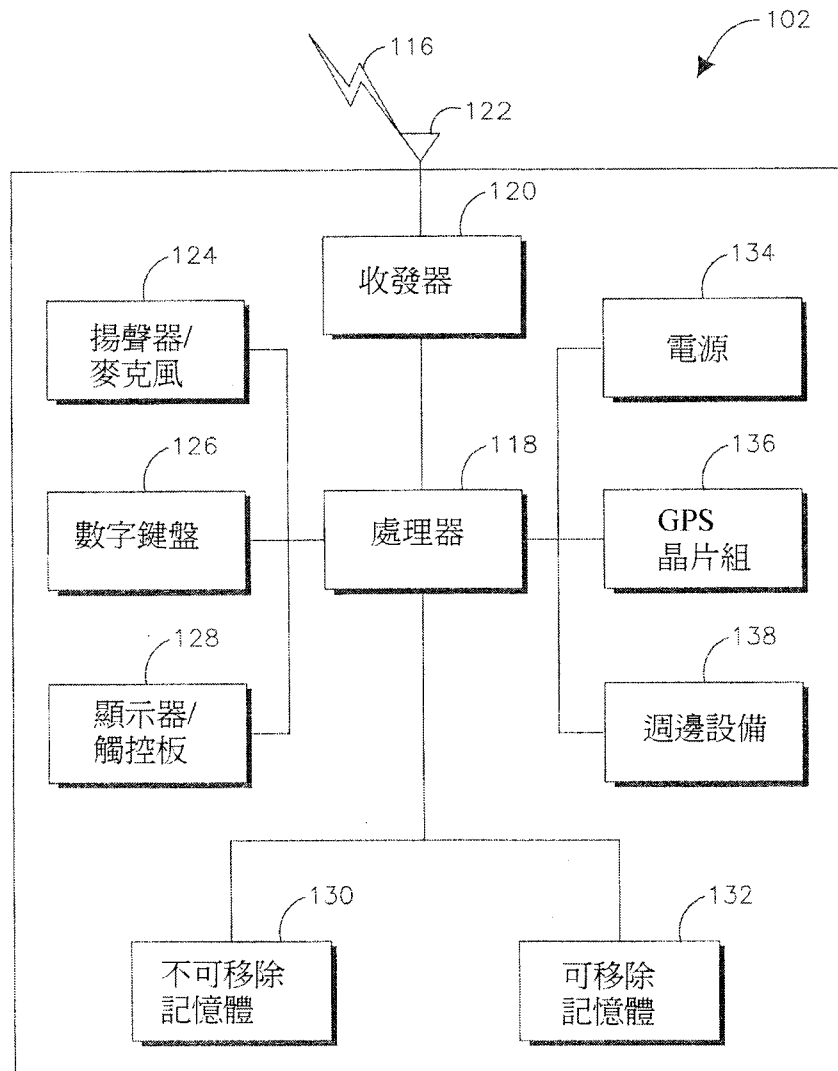 102
116
122
120
收發器
124
揚聲器/
麥克風
134
電源
126
數字鍵盤
118
處理器
136
GPS
晶片組
128
顯示器/
觸控板
138
週邊設備
130
不可移除
記憶體
132
可移除
記憶體